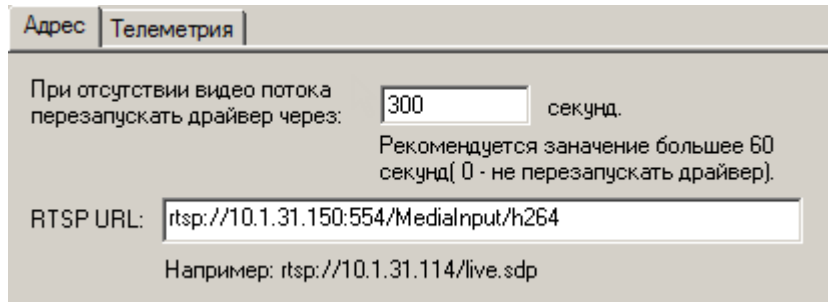 Адрес Телеметрия
При отсутствии видео потока
перезапускать драйвер через:
300 секунд.
Рекомендуется заначение большее 60
секунд( 0 - не перезапускать драйвер).
RTSP URL: rtsp://10.1.31.150:554/MediaInput/h264
Например: rtsp://10.1.31.114/live.sdp